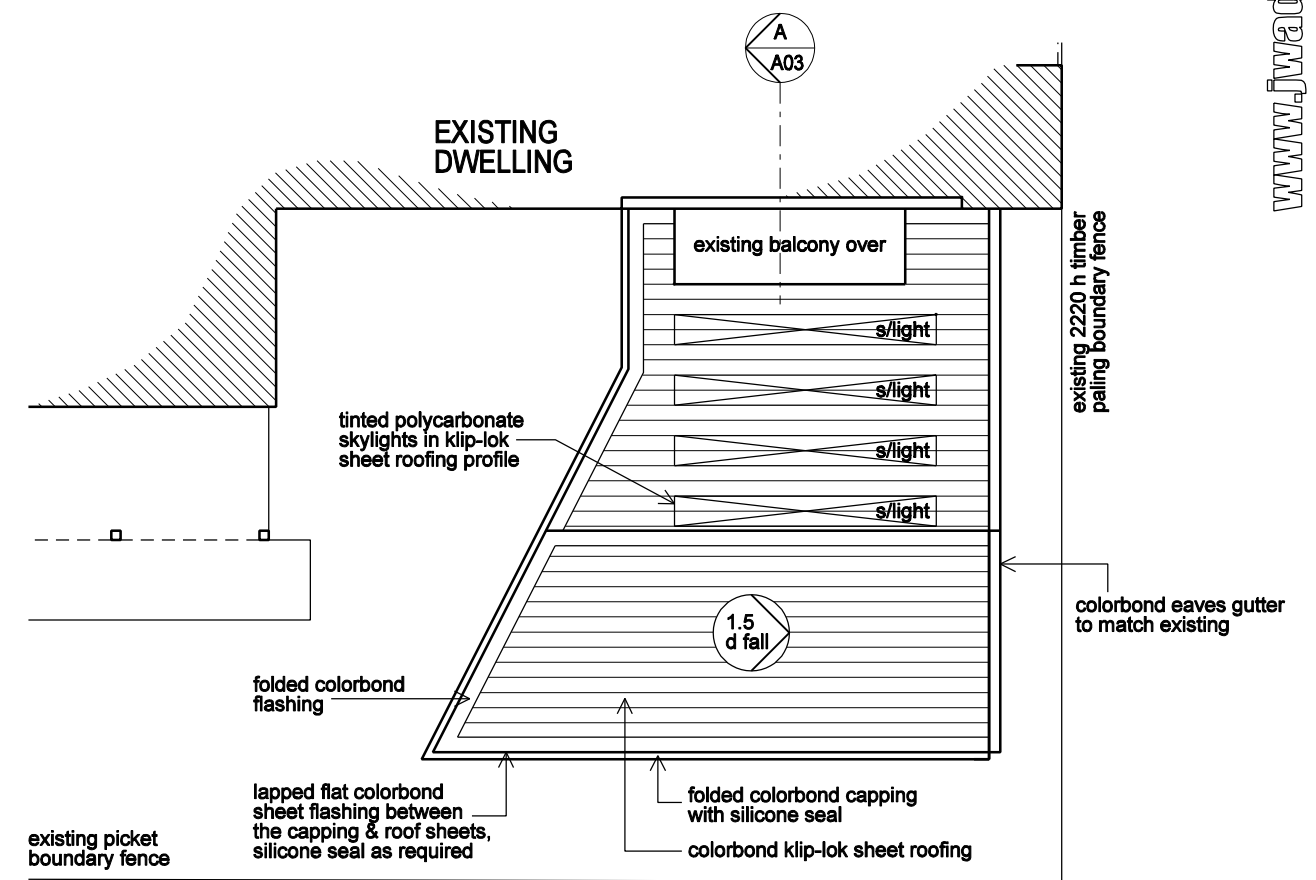 A
A03
www.jwad
EXISTING
DWELLING
existing balcony over
existing 2220 h timber
paling boundary fence
s/light
s/light
s/light
s/light
tinted polycarbonate
skylights in klip-lok
sheet roofing profile
colorbond eaves gutter
to match existing
1.5
d fall
folded colorbond
flashing
lapped flat colorbond
sheet flashing between
the capping & roof sheets,
silicone seal as required
folded colorbond capping
with silicone seal
colorbond klip-lok sheet roofing
existing picket
boundary fence